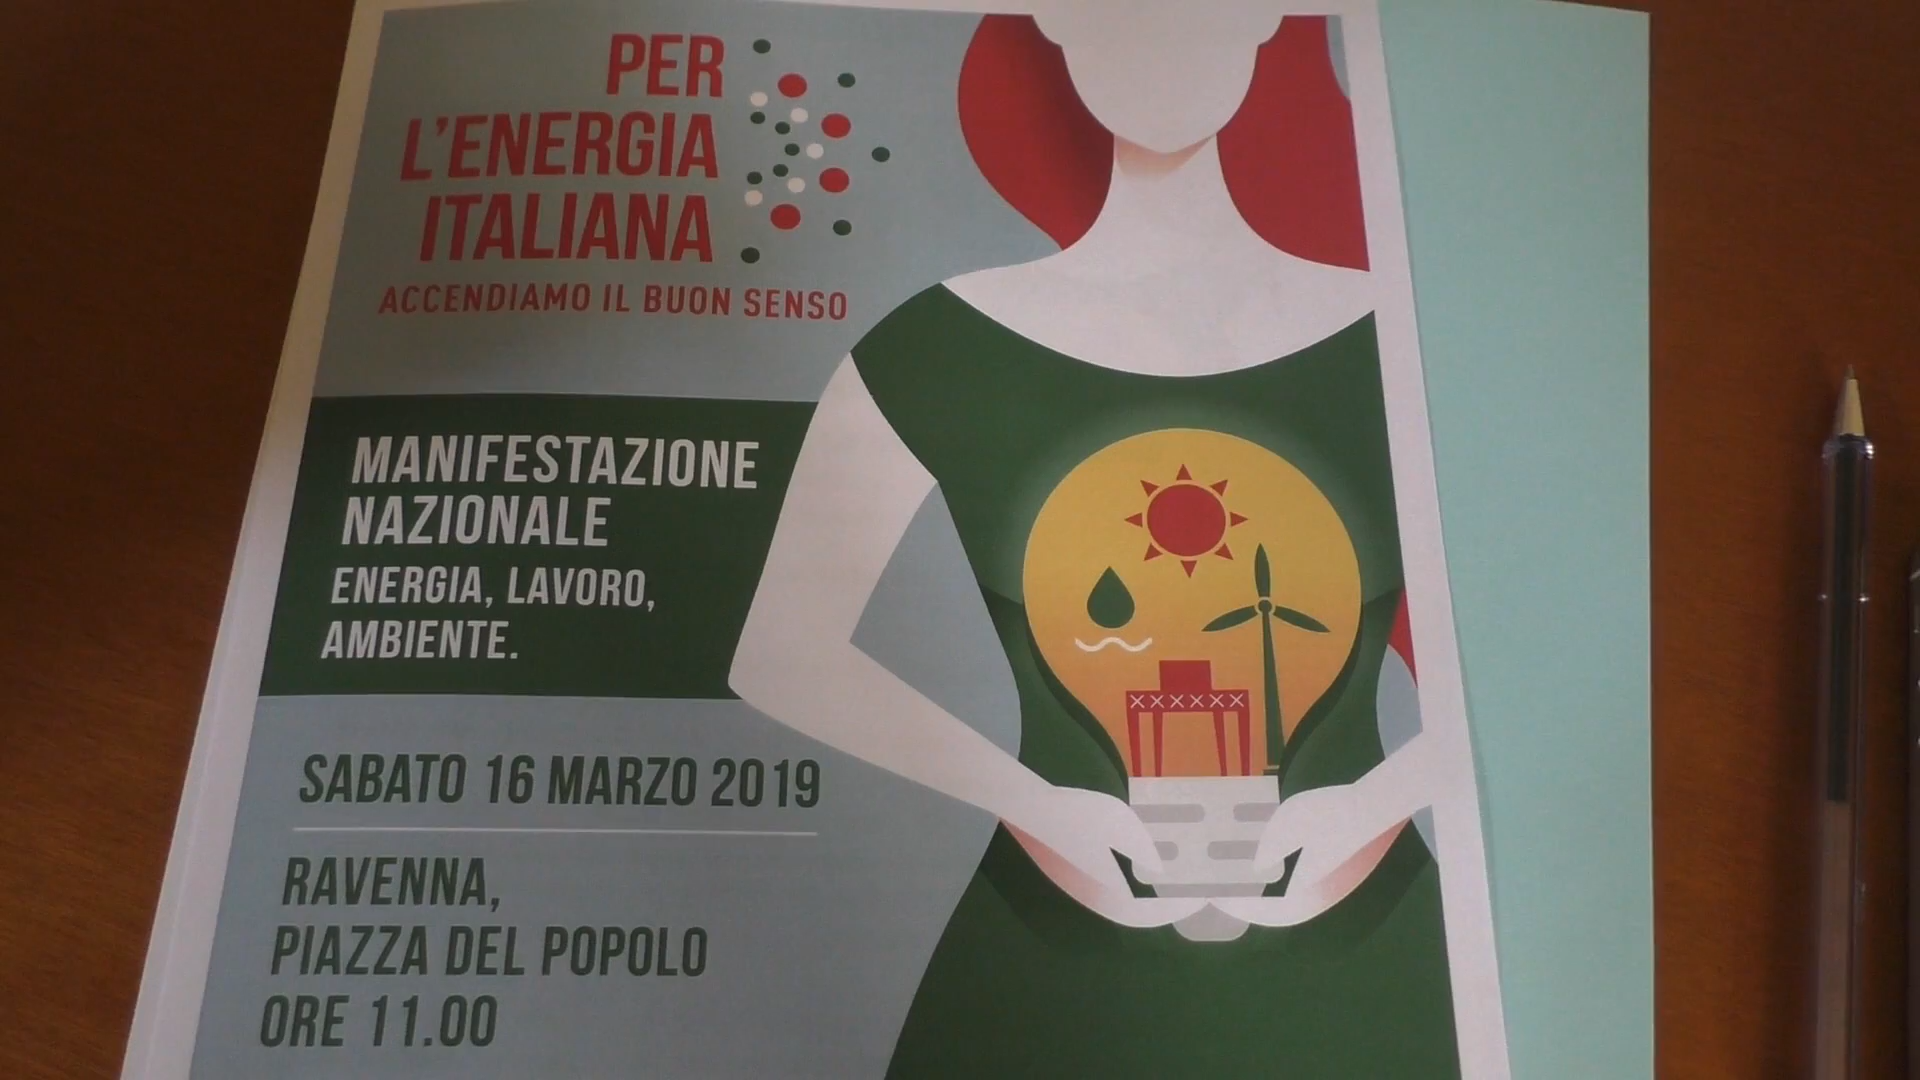 PER
L'ENERGIA
ITALIANA
ACCENDIAMO IL BUON SENSO
MANIFESTAZIONE
NAZIONALE
ENERGIA, LAVORO,
AMBIENTE.
SABATO 16 MARZO 2019
RAVENNA,
PIAZZA DEL POPOLO
ORE 11.00